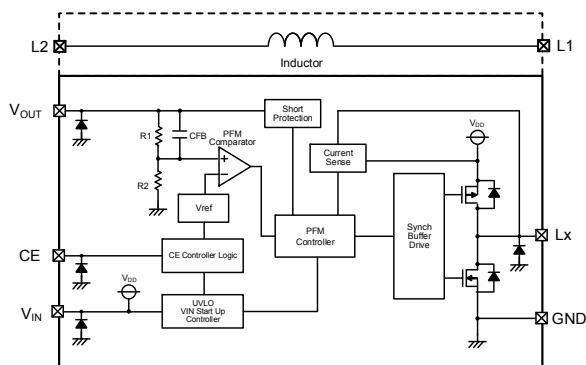 L2
L1
Inductor
VOUT
R1
CFB
PFM
Comparator
Short
Protection
VDD
Current
Sense
R2
+
−
Vref
PFM
Controller
Synch
Buffer
Drive
Lx
CE
CE Controller Logic
VDD
VIN
UVLO
VIN Start Up
Controller
GND